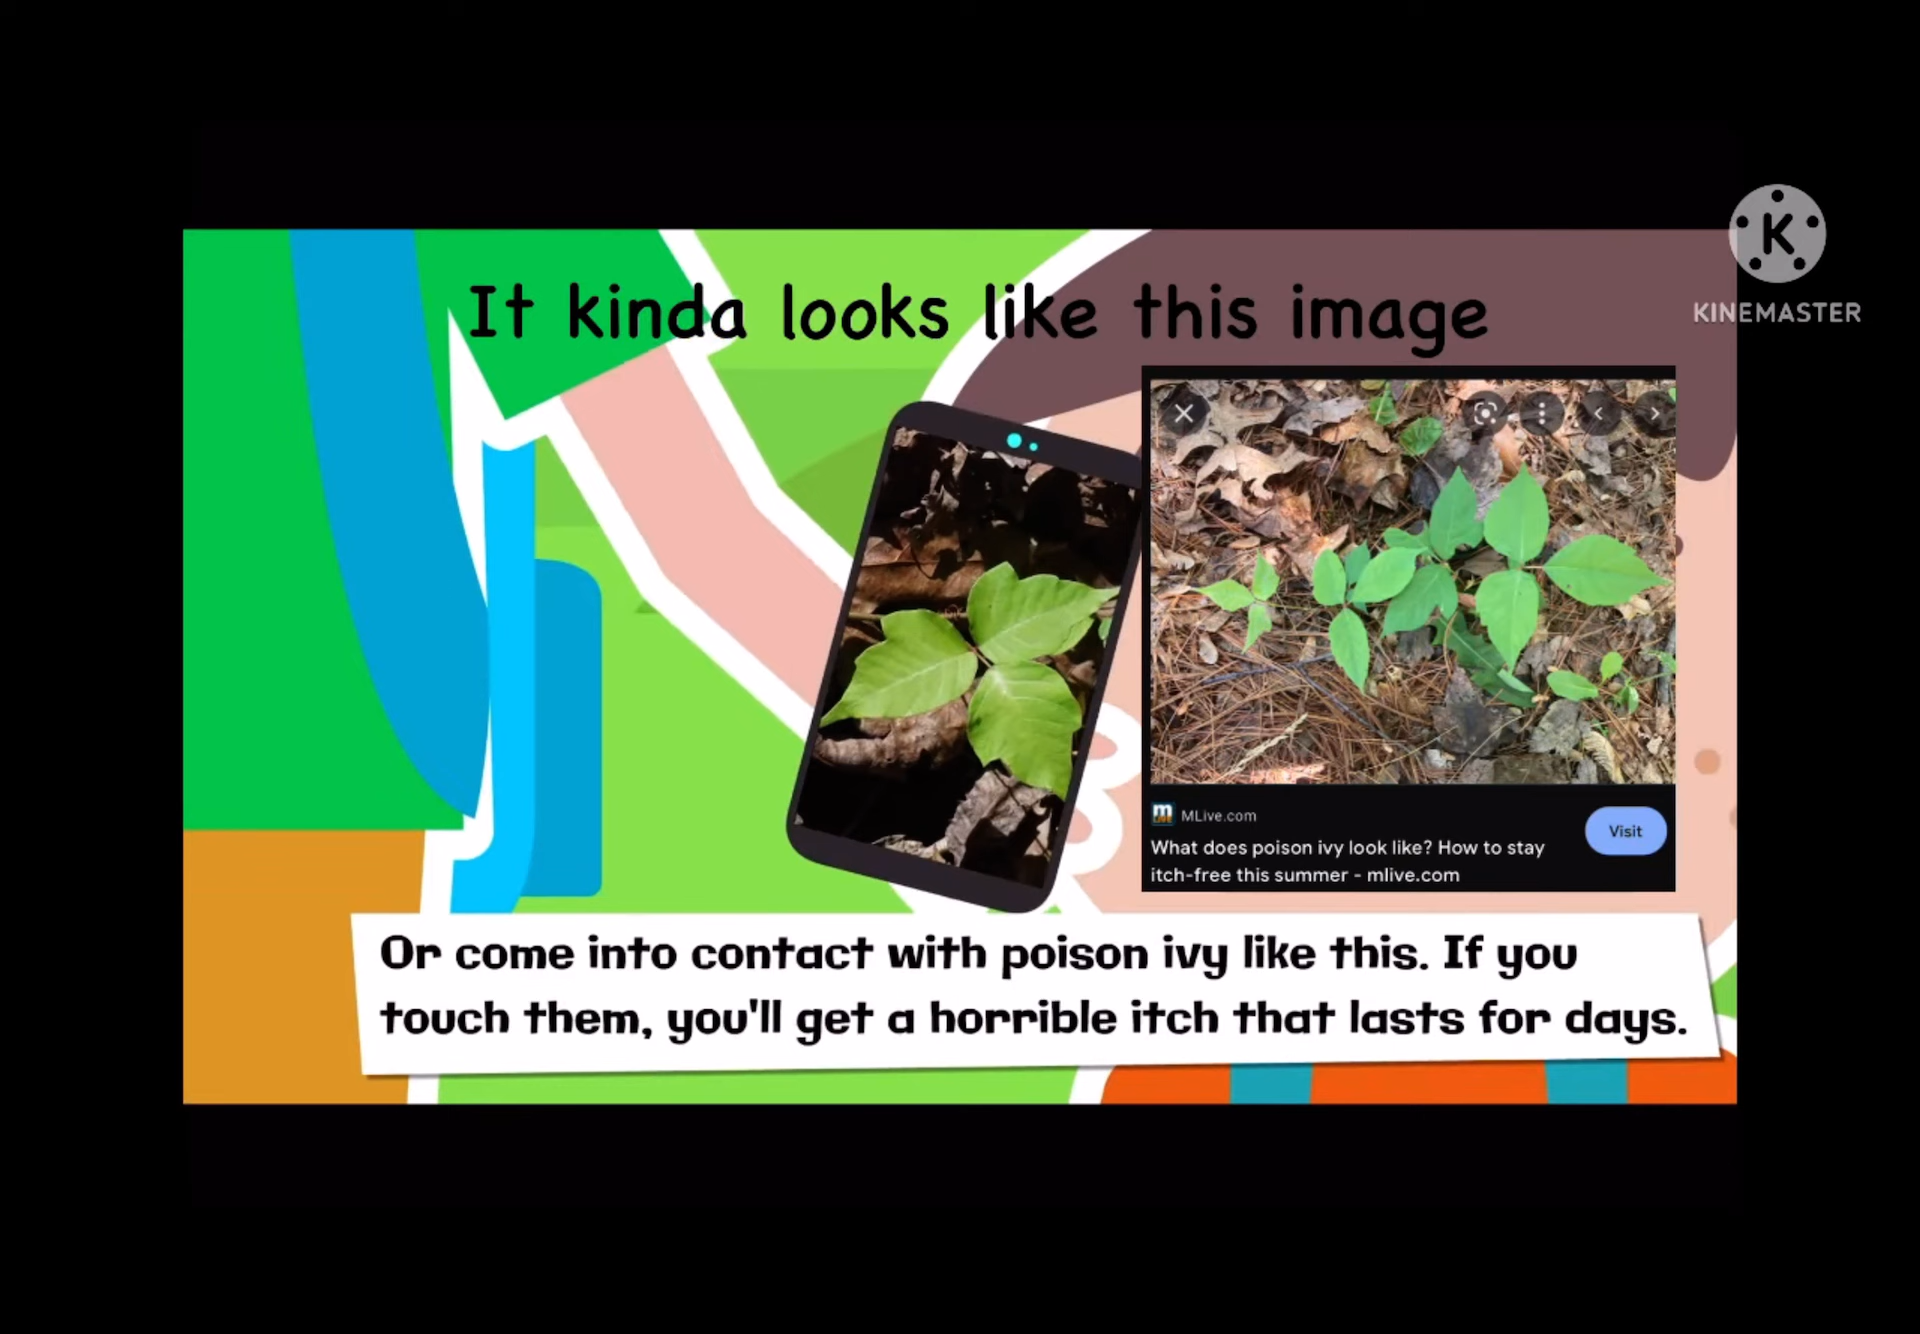 It kinda looks like this image
K
KINEMASTER
m
MLive.com
What does poison ivy look like? How to stay
itch-free this summer - mlive.com
Visit
Or come into contact with poison ivy like this. If you
touch them, you'll get a horrible itch that lasts for days.